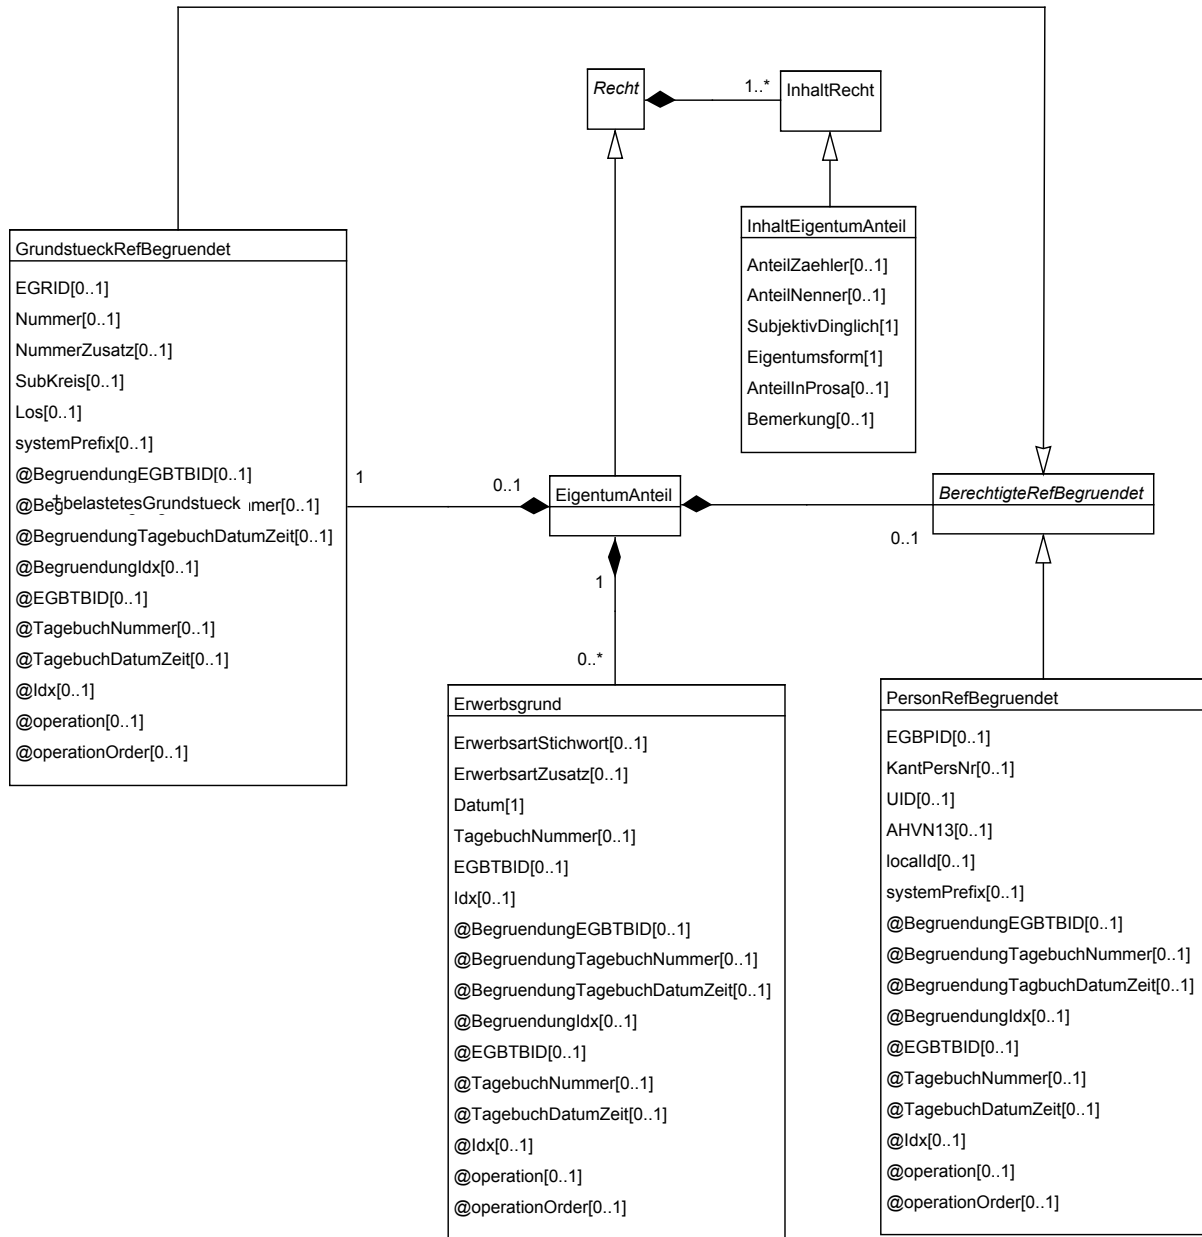 Recht
1..*
InhaltRecht
InhaltEigentumAnteil
AnteilZaehler[0..1]
AnteilNenner[0..1]
SubjektivDinglich[1]
Eigentumsform[1]
AnteilInProsa[0..1]
Bemerkung[0..1]
GrundstueckRefBegruendet
EGRID[0..1]
Nummer[0..1]
NummerZusatz[0..1]
SubKreis[0..1]
Los[0..1]
systemPrefix[0..1]
@BegruendungEGBTBID[0..1]
@Beg +belastetesGrundstueck mmer[0..1]
@BegruendungTagebuchDatumZeit[0..1]
@BegruendungIdx[0..1]
@EGBTBID[0..1]
@TagebuchNummer[0..1]
@TagebuchDatumZeit[0..1]
@Idx[0..1]
@operation[0..1]
@operationOrder[0..1]
1
0..1
EigentumAnteil
BerechtigteRefBegruendet
0..1
1
0..*
Erwerbsgrund
ErwerbsartStichwort[0..1]
ErwerbsartZusatz[0..1]
Datum[1]
TagebuchNummer[0..1]
EGBTBID[0..1]
Idx[0..1]
@BegruendungEGBTBID[0..1]
@BegruendungTagebuchNummer[0..1]
@BegruendungTagebuchDatumZeit[0..1]
@BegruendungIdx[0..1]
@EGBTBID[0..1]
@TagebuchNummer[0..1]
@TagebuchDatumZeit[0..1]
@Idx[0..1]
@operation[0..1]
@operationOrder[0..1]
PersonRefBegruendet
EGBPID[0..1]
KantPersNr[0..1]
UID[0..1]
AHVN13[0..1]
localId[0..1]
systemPrefix[0..1]
@BegruendungEGBTBID[0..1]
@BegruendungTagebuchNummer[0..1]
@BegruendungTagbuchDatumZeit[0..1]
@BegruendungIdx[0..1]
@EGBTBID[0..1]
@TagebuchNummer[0..1]
@TagebuchDatumZeit[0..1]
@Idx[0..1]
@operation[0..1]
@operationOrder[0..1]